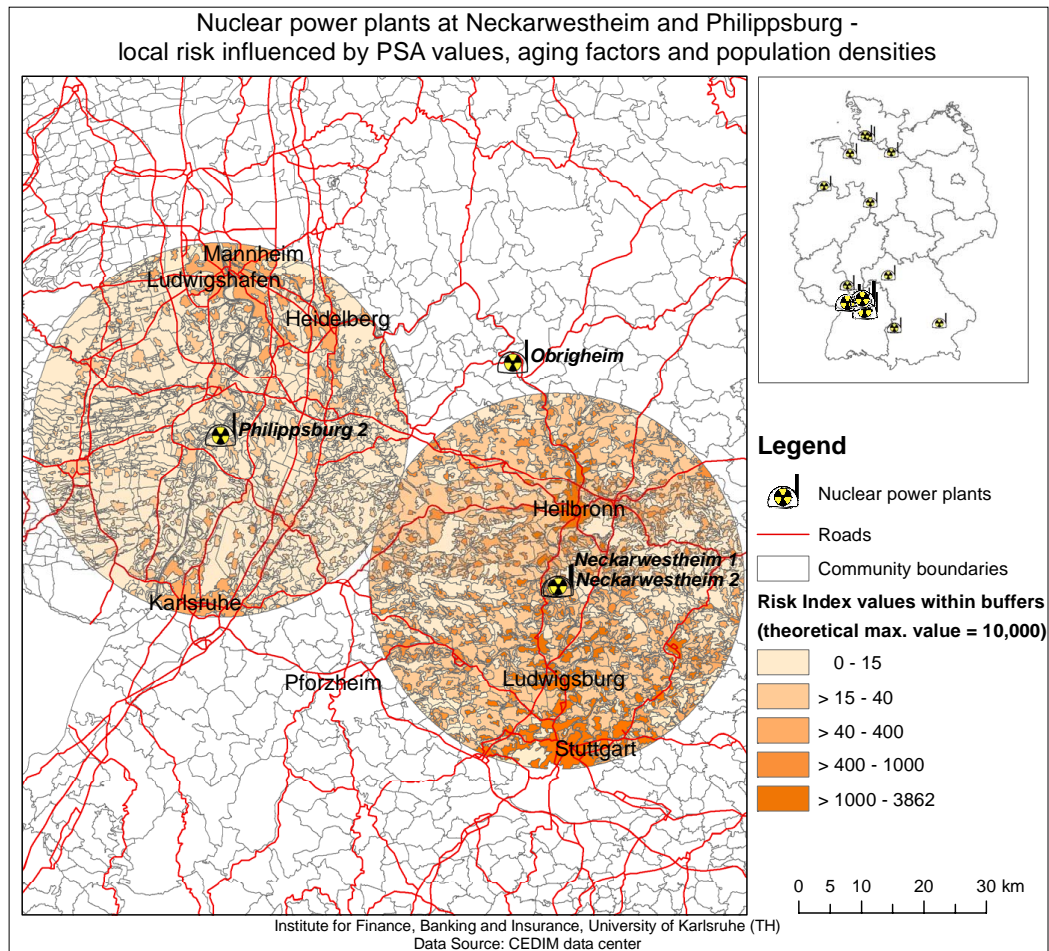 Nuclear power plants at Neckarwestheim and Philippsburg -
local risk influenced by PSA values, aging factors and population densities
Mannheim
Ludwigshafen
Heidelberg
Obrigheim
Philippsburg 2
Heilbronn
Neckarwestheim 1
Neckarwestheim 2
Karlsruhe
Pforzheim
Ludwigsburg
Stuttgart
Legend
Nuclear power plants
Roads
Community boundaries
Risk Index values within buffers
(theoretical max. value = 10,000)
0 - 15
> 15 - 40
> 40 - 400
> 400 - 1000
> 1000 - 3862
0 5 10 20 30 km
Institute for Finance, Banking and Insurance, University of Karlsruhe (TH)
Data Source: CEDIM data center